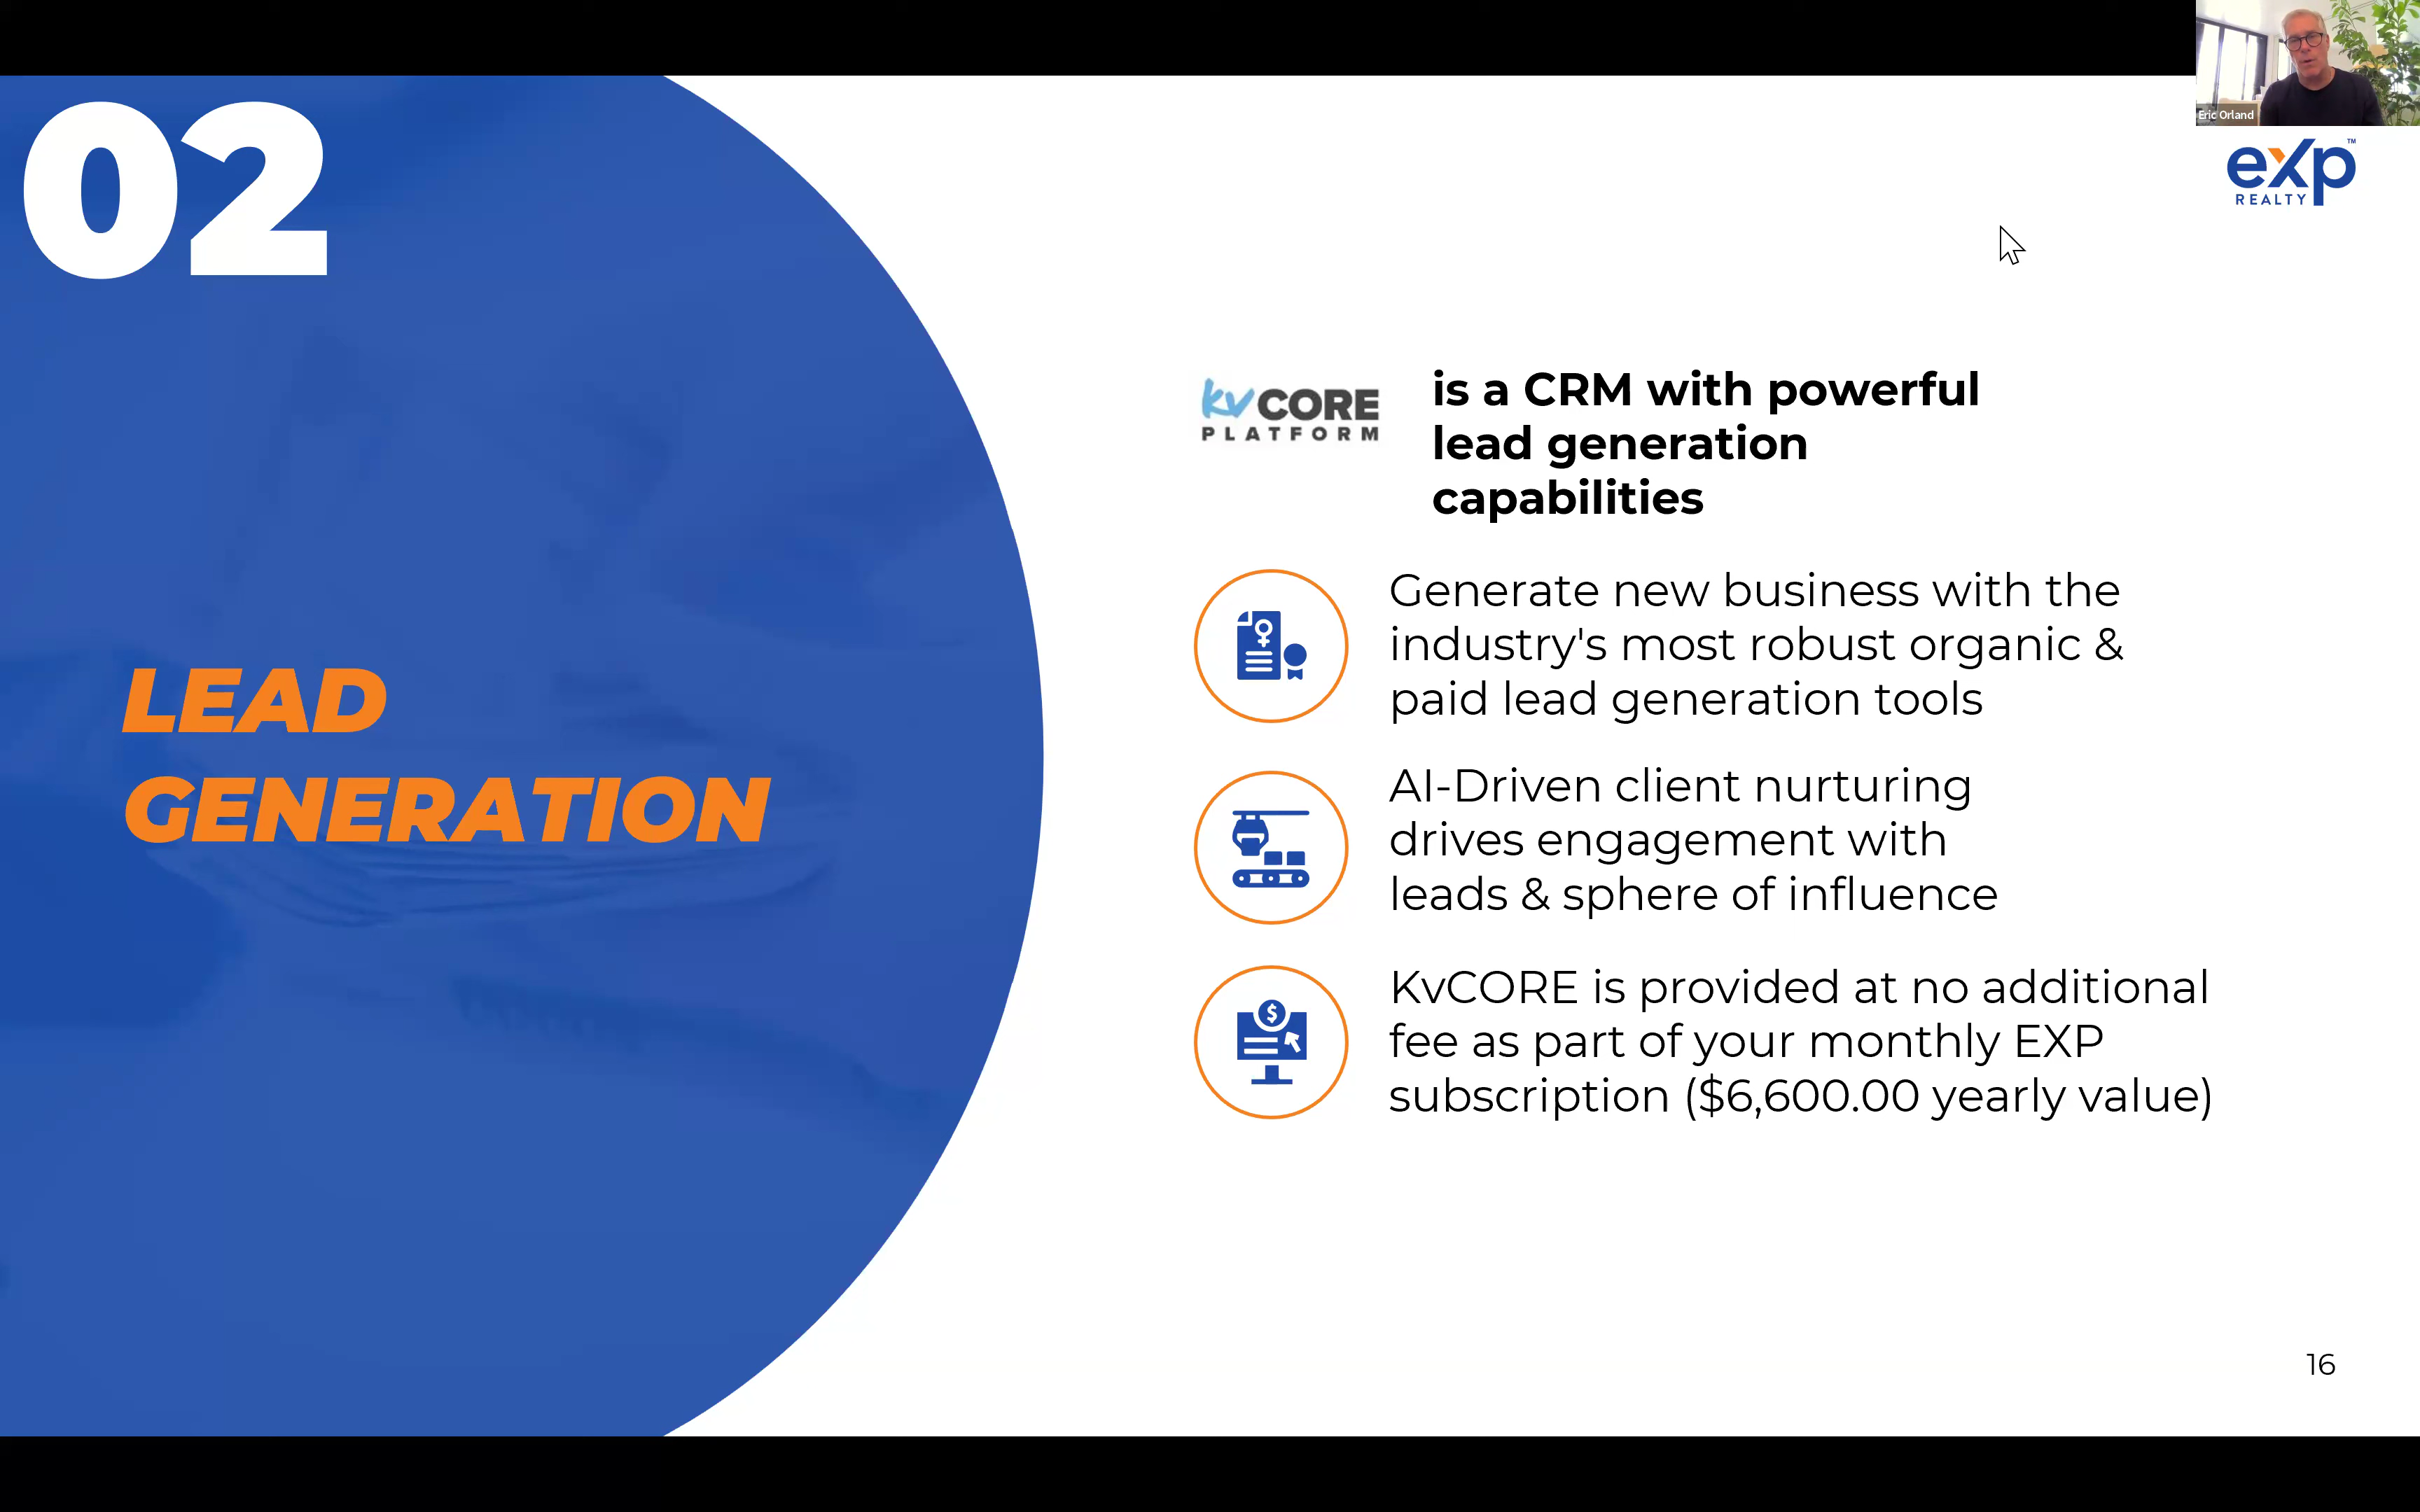 Eric Orland
eXp
TM
REALTY
02
LEAD
GENERATION
kvCORE
PLATFORM
is a CRM with powerful
lead generation
capabilities
Generate new business with the
industry's most robust organic &
paid lead generation tools
AI-Driven client nurturing
drives engagement with
leads & sphere of influence
$
KvCORE is provided at no additional
fee as part of your monthly EXP
subscription ($6,600.00 yearly value)
16